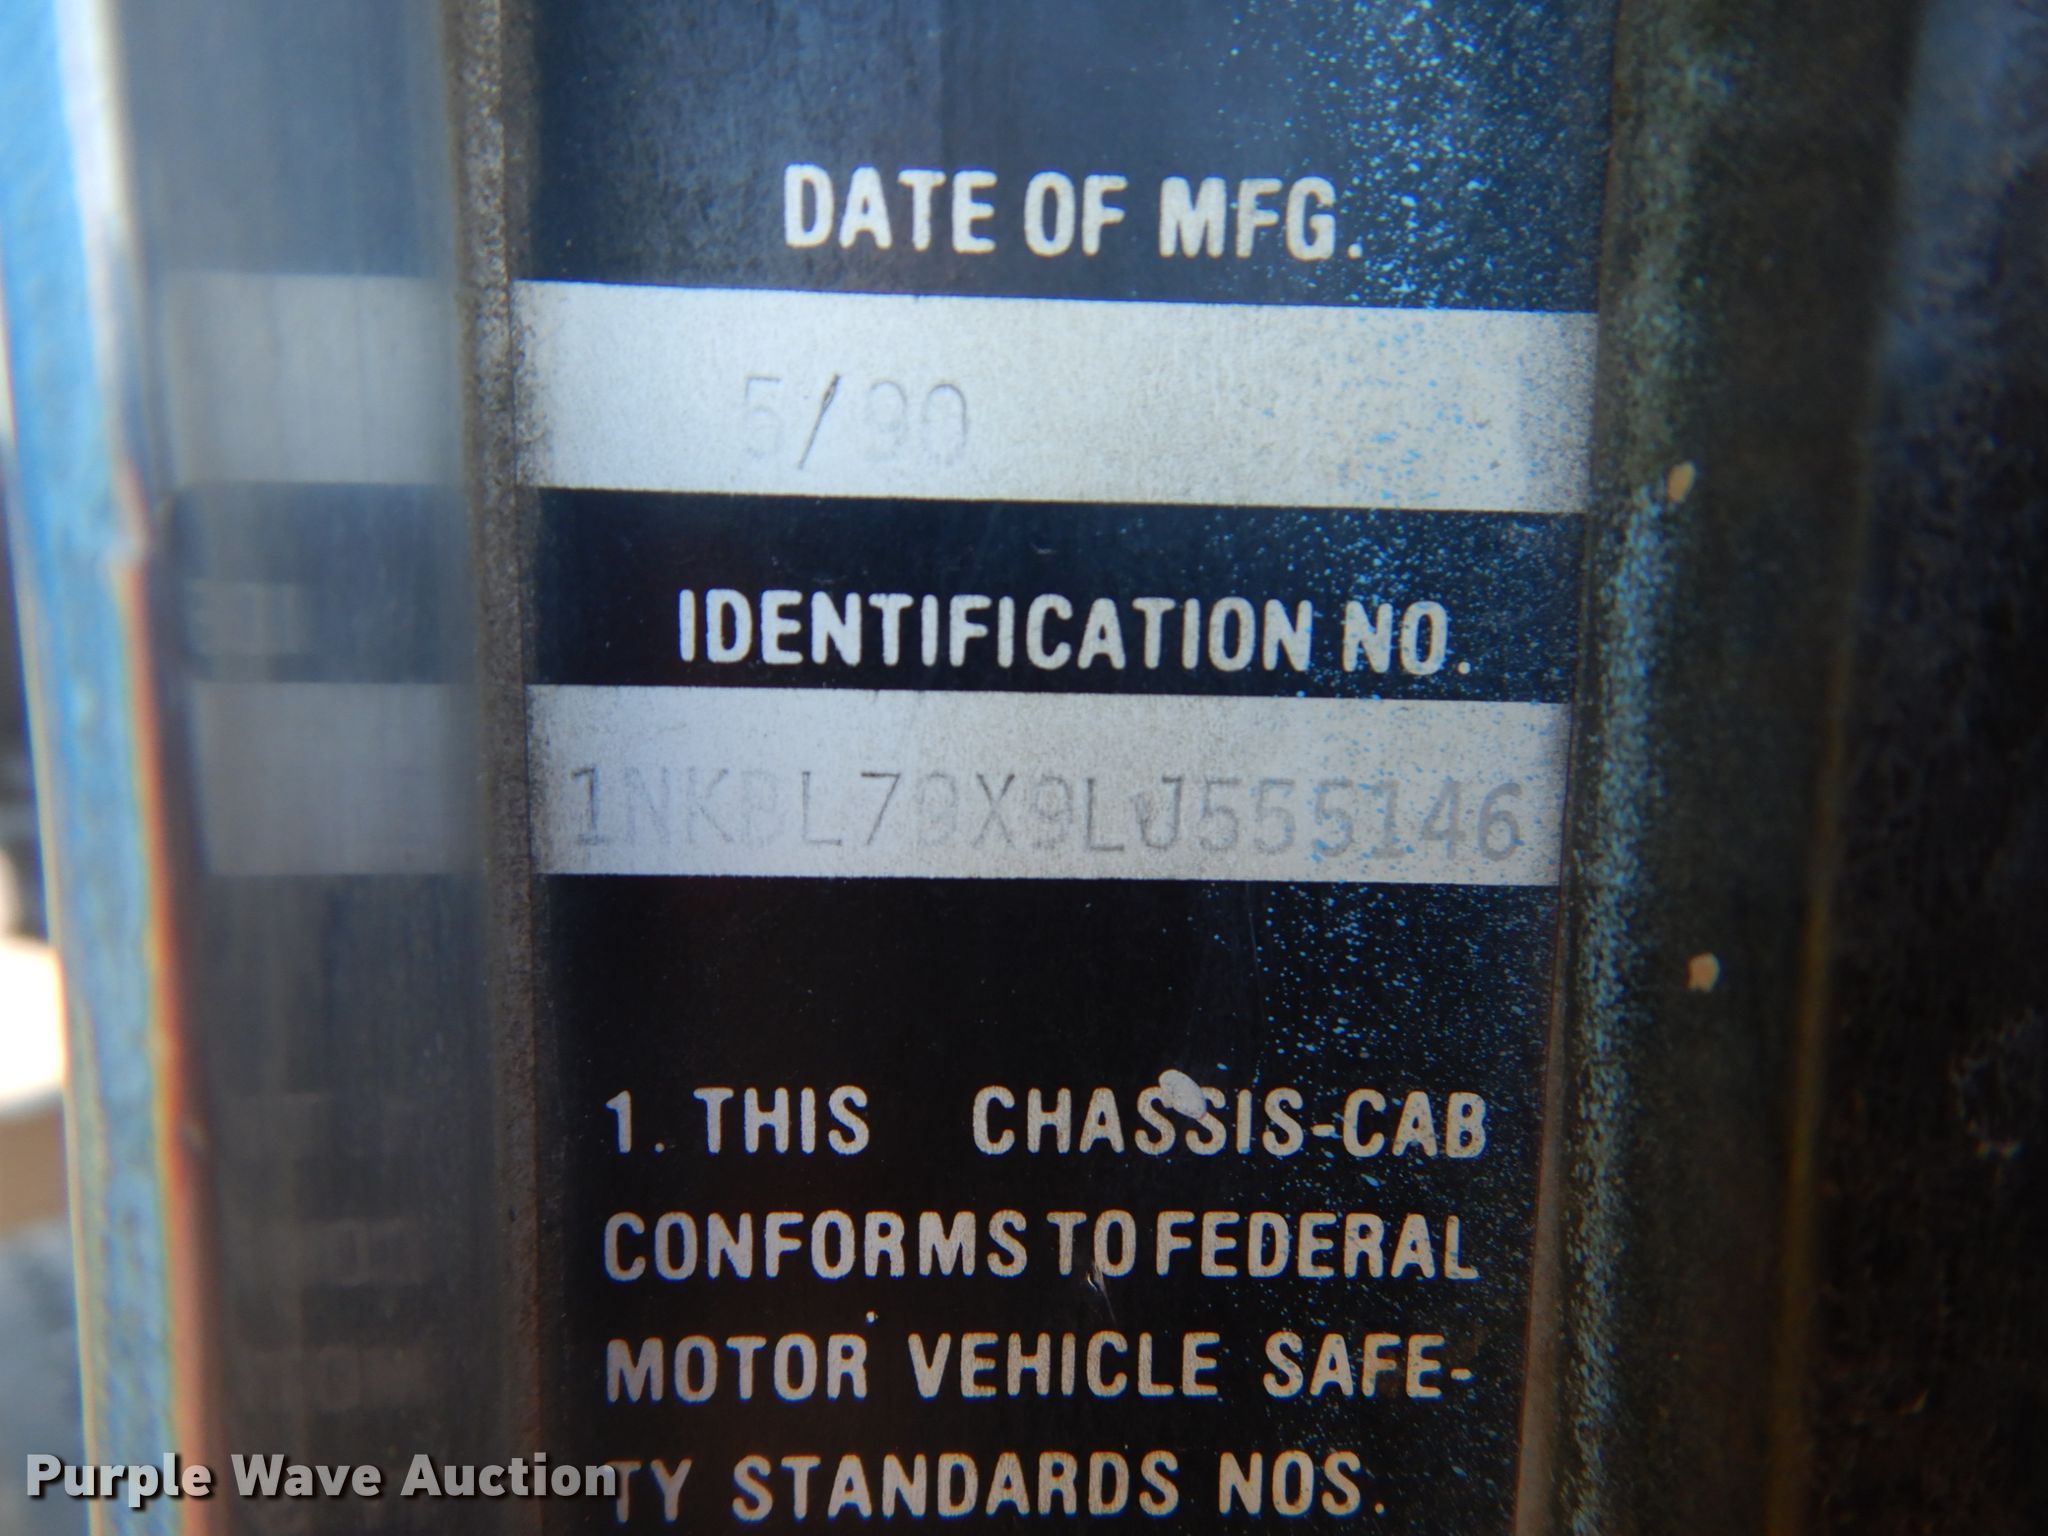 DATE OF MFG.
5/90
IDENTIFICATION NO.
1NKBL79X9LJ555146
1. THIS CHASSIS-CAB
CONFORMS TO FEDERAL
MOTOR VEHICLE SAFE-
TY STANDARDS NOS.
Purple Wave Auction